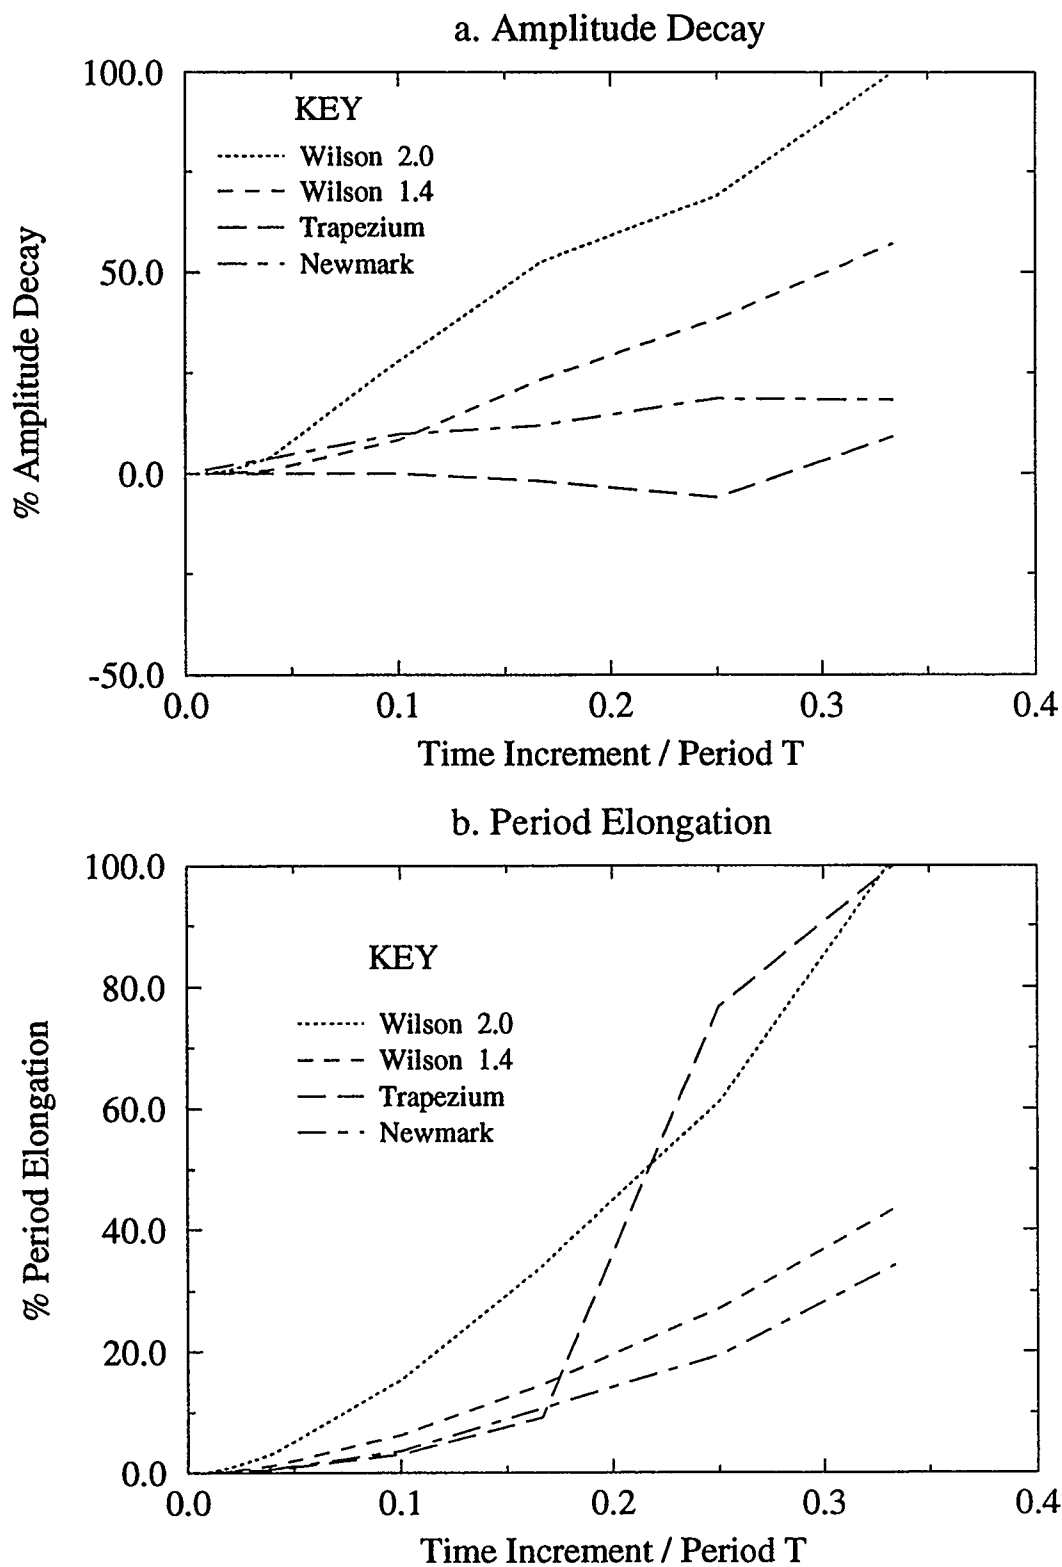 a. Amplitude Decay
100.0
50.0
0.0
-50.0
% Amplitude Decay
KEY
Wilson 2.0
Wilson 1.4
Trapezium
Newmark
0.0 0.1 0.2 0.3 0.4
Time Increment / Period T
b. Period Elongation
100.0
80.0
60.0
40.0
20.0
0.0
% Period Elongation
KEY
Wilson 2.0
Wilson 1.4
Trapezium
Newmark
0.0 0.1 0.2 0.3 0.4
Time Increment / Period T